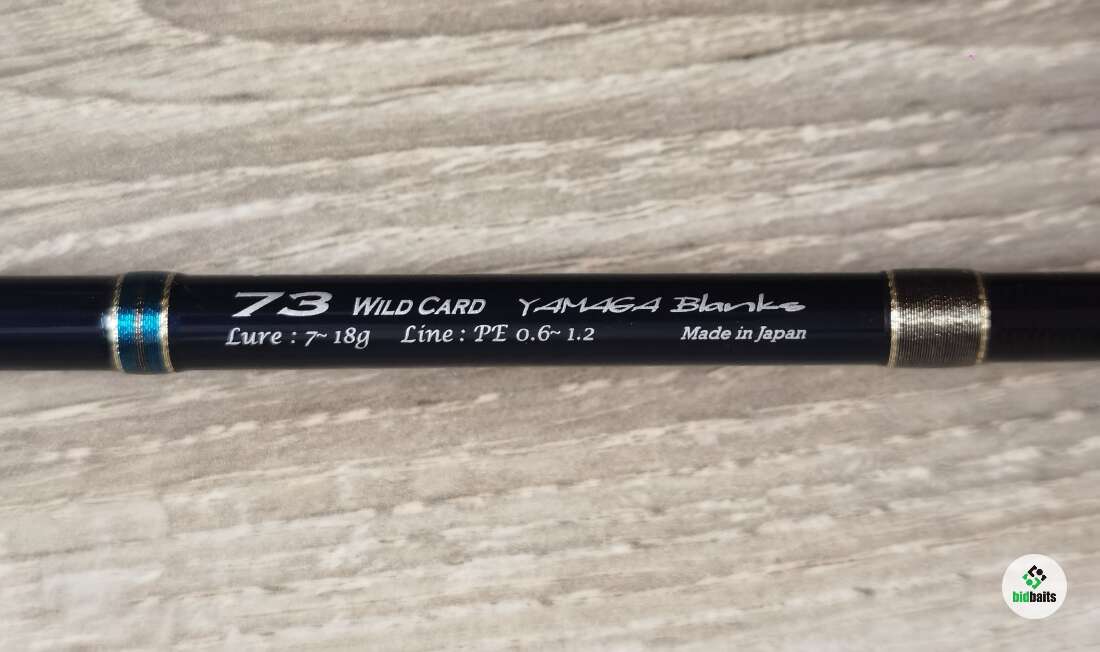 73 WILD CARD YAMAGA Blanks
Lure : 7~18g Line : PE 0.6~1.2 Made in Japan
bidbaits